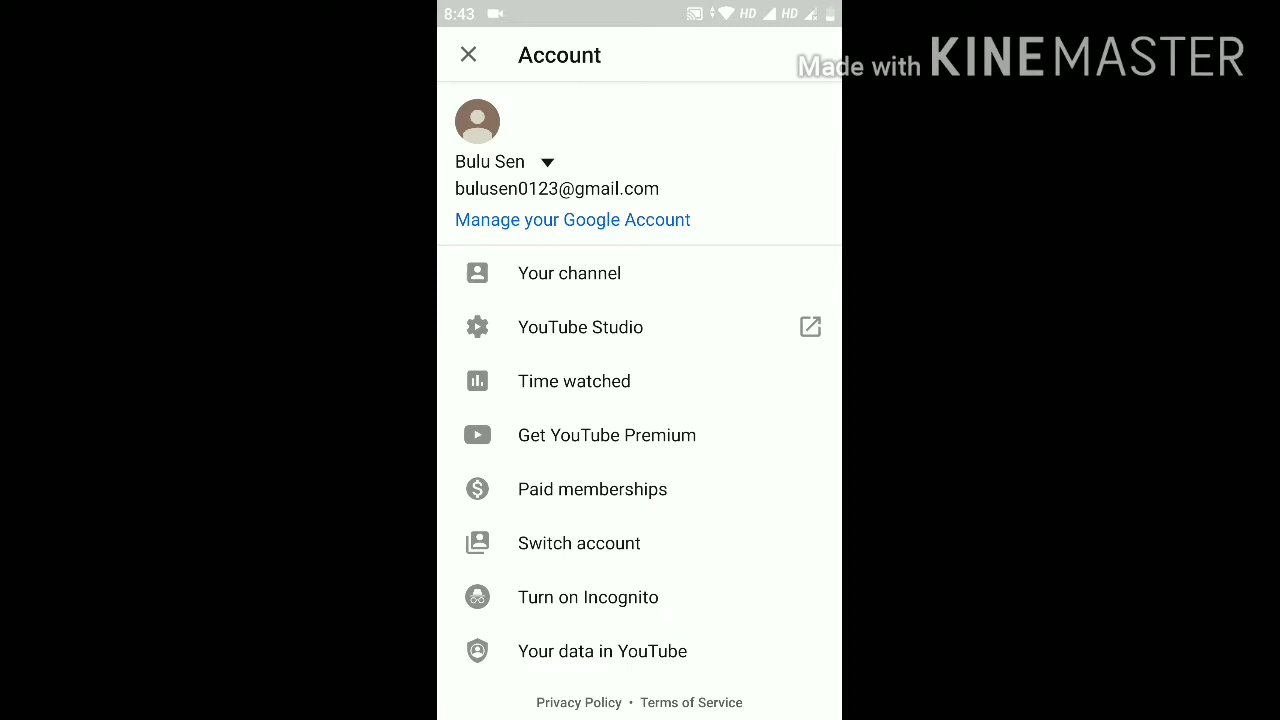 8:43 HD HD
Account
Made with KINEMASTER
Bulu Sen
bulusen0123@gmail.com
Manage your Google Account
Your channel
YouTube Studio
Time watched
Get YouTube Premium
Paid memberships
Switch account
Turn on Incognito
Your data in YouTube
Privacy Policy • Terms of Service